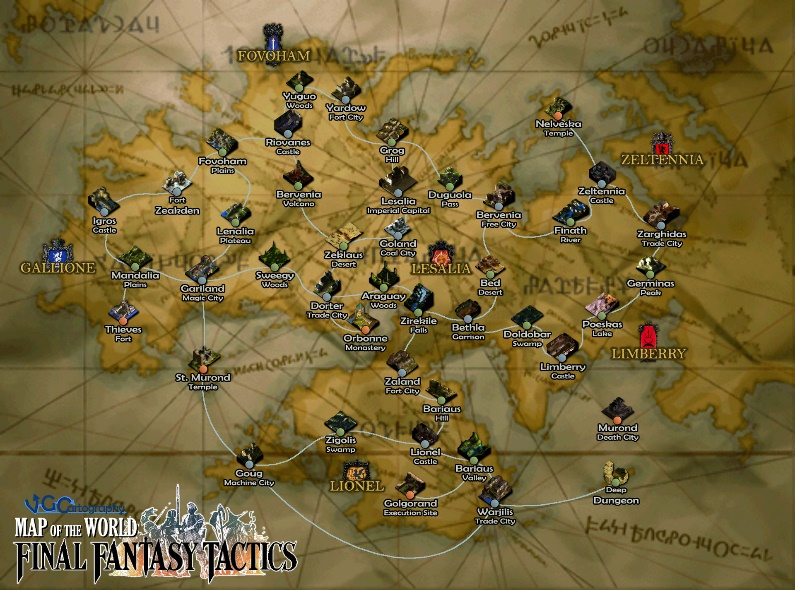 FOVOHAM
Yuguo
Woods
Yardow
Fort City
Nelveska
Temple
Riovanes
Castle
Grog
Hill
ZELTENNIA
Fovoham
Plains
Fort
Zeakden
Bervenia
Volcano
Lesalia
Imperial Capitol
Duguola
Pass
Zeltennia
Castle
Bervenia
Free City
Igros
Castle
Lenalia
Plateau
Finath
River
Zarghidas
Trade City
Zeklaus
Desert
Goland
Coal City
GALLIONE
LESALIA
Mandalia
Plains
Gariland
Magic City
Sweegy
Woods
Bed
Desert
Germinas
Peak
Dorter
Trade City
Araguay
Woods
Thieves
Fort
Orbonne
Monastery
Zirekile
Falls
Bethla
Garrison
Doldobar
Swamp
Poeskas
Lake
LIMBERRY
Limberry
Castle
St. Murond
Temple
Zaland
Fort City
Bariaus
Hill
Murond
Death City
Zigolis
Swamp
Lionel
Castle
Goug
Machine City
Barlaus
Valley
LIONEL
Golgorand
Execution Site
Warjilis
Trade City
Deep
Dungeon
VGCartography
MAP OF THE WORLD
FINAL FANTASY TACTICS